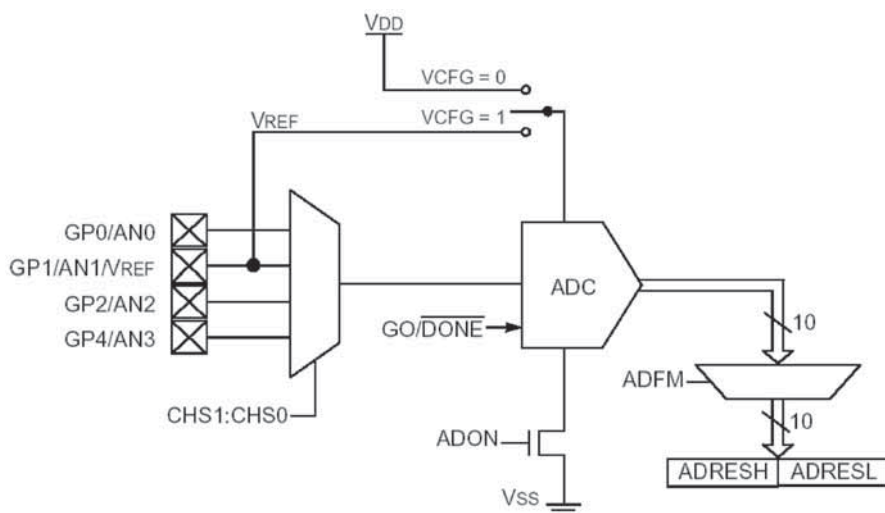 VDD
VCFG = 0
VCFG = 1
VREF
GP0/AN0
GP1/AN1/VREF
GP2/AN2
GP4/AN3
ADC
GO/DONE
10
ADFM
CHS1:CHS0
10
ADON
ADRESH ADRESL
VSS